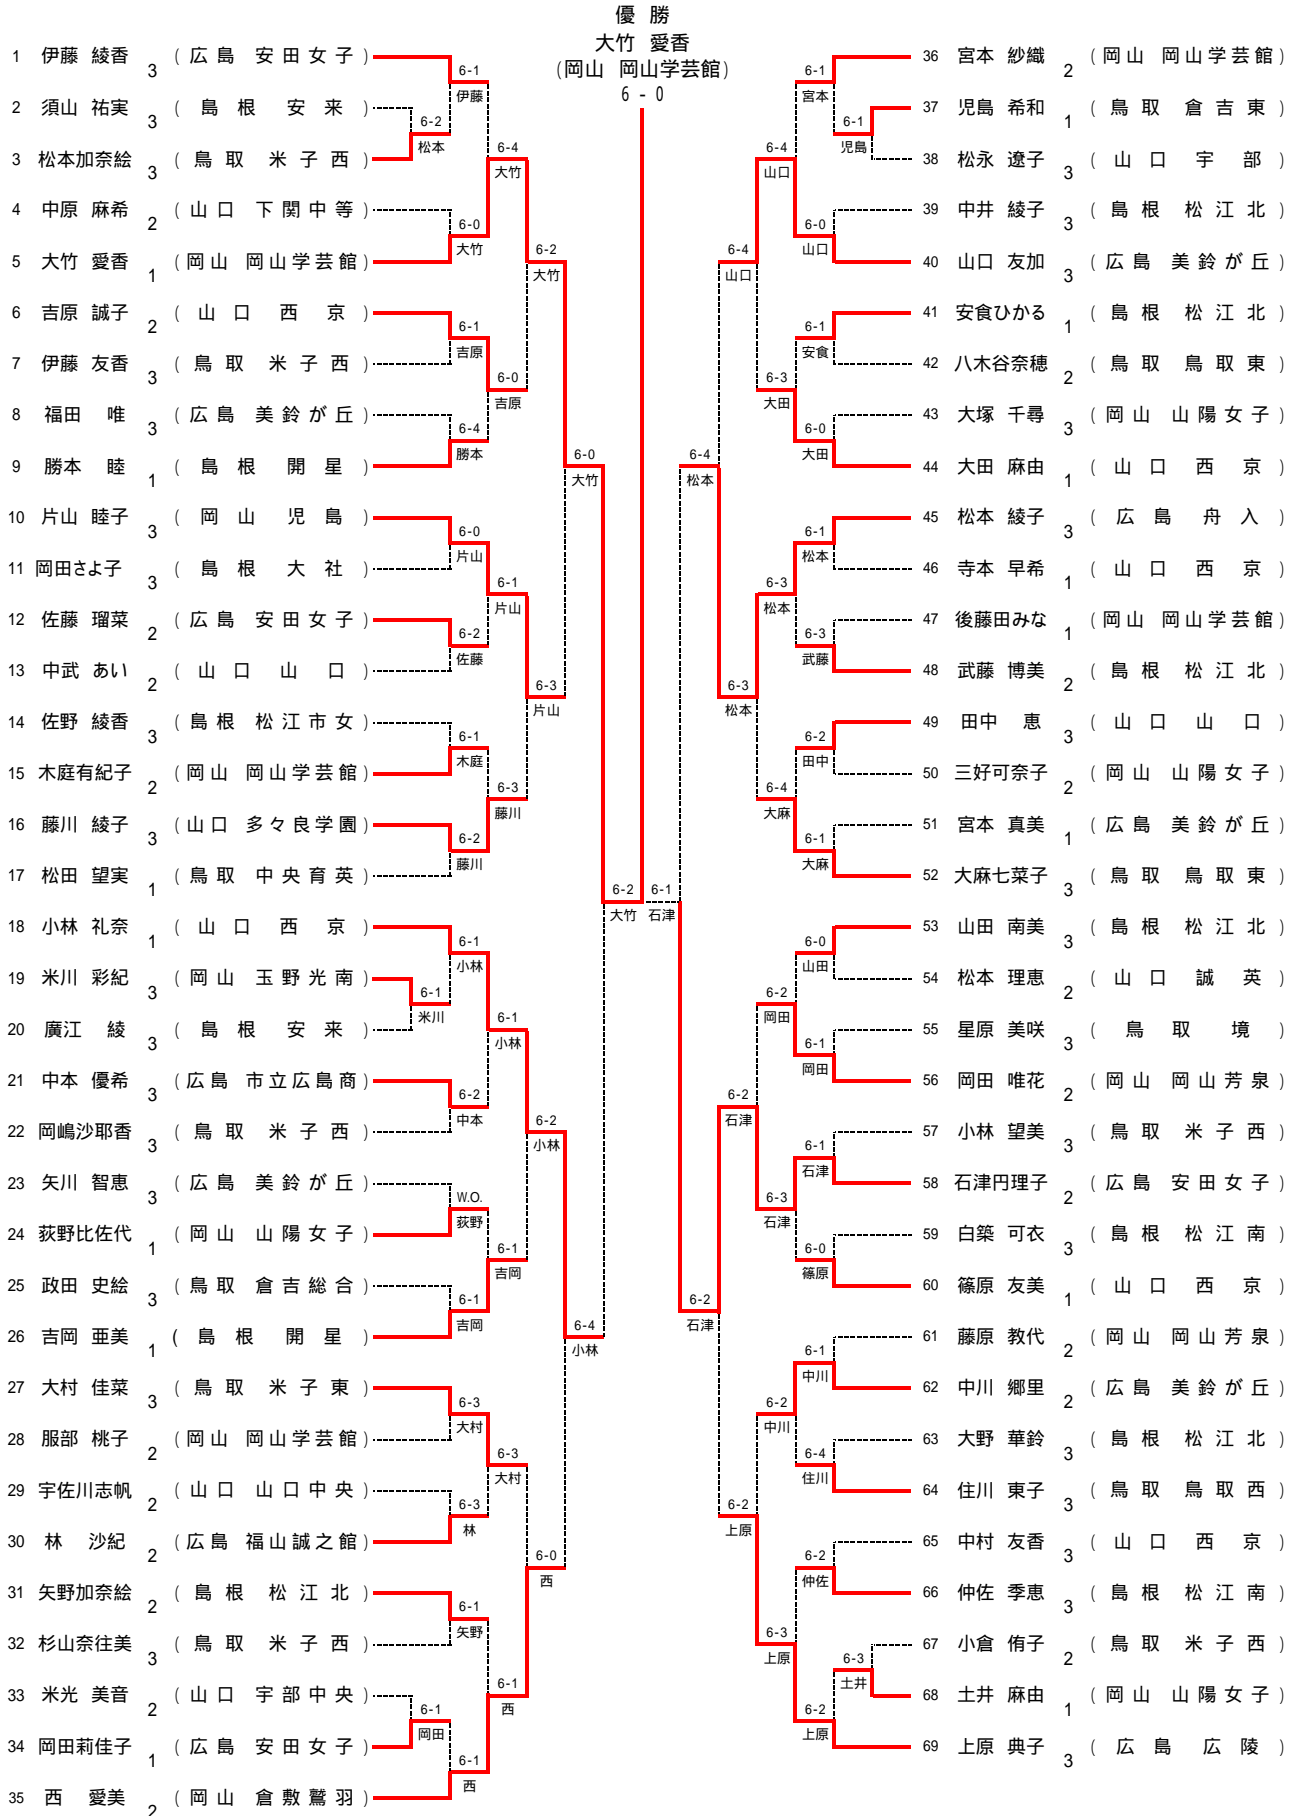 優 勝
大竹 愛香
(岡山 岡山学芸館)
6 - 0
1 伊藤 綾香 3 (広島 安田女子)
2 須山 祐実 3 (島根 安来)
3 松本加奈絵 3 (鳥取 米子西)
4 中原 麻希 2 (山口 下関中等)
5 大竹 愛香 1 (岡山 岡山学芸館)
6 吉原 誠子 2 (山口 西京)
7 伊藤 友香 3 (鳥取 米子西)
8 福田 唯 3 (広島 美鈴が丘)
9 勝本 睦 1 (島根 開星)
10 片山 睦子 3 (岡山 児島)
11 岡田さよ子 3 (島根 大社)
12 佐藤 瑠菜 2 (広島 安田女子)
13 中武 あい 2 (山口 山口)
14 佐野 綾香 3 (島根 松江市女)
15 木庭有紀子 2 (岡山 岡山学芸館)
16 藤川 綾子 3 (山口 多々良学園)
17 松田 望実 1 (鳥取 中央育英)
18 小林 礼奈 1 (山口 西京)
19 米川 彩紀 3 (岡山 玉野光南)
20 廣江 綾 3 (島根 安来)
21 中本 優希 3 (広島 市立広島商)
22 岡嶋沙耶香 3 (鳥取 米子西)
23 矢川 智恵 3 (広島 美鈴が丘)
24 荻野比佐代 1 (岡山 山陽女子)
25 政田 史絵 3 (鳥取 倉吉総合)
26 吉岡 亜美 1 (島根 開星)
27 大村 佳菜 3 (鳥取 米子東)
28 服部 桃子 2 (岡山 岡山学芸館)
29 宇佐川志帆 2 (山口 山口中央)
30 林 沙紀 2 (広島 福山誠之館)
31 矢野加奈絵 2 (島根 松江北)
32 杉山奈往美 3 (鳥取 米子西)
33 米光 美音 2 (山口 宇部中央)
34 岡田莉佳子 1 (広島 安田女子)
35 西 愛美 2 (岡山 倉敷鷲羽)
6-1 伊藤
6-2 松本
6-4 大竹
6-0 大竹
6-2 大竹
6-1 吉原
6-0 吉原
6-4 勝本
6-0 大竹
6-0 片山
6-1 片山
6-2 佐藤
6-3 片山
6-1 木庭
6-3 藤川
6-2 藤川
6-2 大竹
6-1 小林
6-1 米川
6-1 小林
6-2 中本
6-2 小林
W.O. 荻野
6-1 吉岡
6-1 吉岡
6-4 小林
6-3 大村
6-3 大村
6-3 林
6-0 西
6-1 矢野
6-1 西
6-1 岡田
6-1 西
36 宮本 紗織 2 (岡山 岡山学芸館)
37 児島 希和 1 (鳥取 倉吉東)
38 松永 遼子 3 (山口 宇部)
39 中井 綾子 3 (島根 松江北)
40 山口 友加 3 (広島 美鈴が丘)
41 安食ひかる 1 (島根 松江北)
42 八木谷奈穂 2 (鳥取 鳥取東)
43 大塚 千尋 3 (岡山 山陽女子)
44 大田 麻由 1 (山口 西京)
45 松本 綾子 3 (広島 舟入)
46 寺本 早希 1 (山口 西京)
47 後藤田みな 1 (岡山 岡山学芸館)
48 武藤 博美 2 (島根 松江北)
49 田中 恵 3 (山口 山口)
50 三好可奈子 2 (岡山 山陽女子)
51 宮本 真美 1 (広島 美鈴が丘)
52 大麻七菜子 3 (鳥取 鳥取東)
53 山田 南美 3 (島根 松江北)
54 松本 理恵 2 (山口 誠英)
55 星原 美咲 3 (鳥取 境)
56 岡田 唯花 2 (岡山 岡山芳泉)
57 小林 望美 3 (鳥取 米子西)
58 石津円理子 2 (広島 安田女子)
59 白築 可衣 3 (島根 松江南)
60 篠原 友美 1 (山口 西京)
61 藤原 教代 2 (岡山 岡山芳泉)
62 中川 郷里 2 (広島 美鈴が丘)
63 大野 華鈴 3 (島根 松江北)
64 住川 東子 3 (鳥取 鳥取西)
65 中村 友香 3 (山口 西京)
66 仲佐 季恵 3 (島根 松江南)
67 小倉 侑子 2 (鳥取 米子西)
68 土井 麻由 1 (岡山 山陽女子)
69 上原 典子 3 (広島 広陵)
6-1 宮本
6-1 児島
6-4 山口
6-0 山口
6-4 山口
6-1 安食
6-3 大田
6-0 大田
6-4 松本
6-1 松本
6-3 松本
6-3 武藤
6-3 松本
6-2 田中
6-4 大麻
6-1 大麻
6-1 石津
6-0 山田
6-2 岡田
6-1 岡田
6-2 石津
6-1 石津
6-3 石津
6-0 篠原
6-2 石津
6-1 中川
6-2 中川
6-4 住川
6-2 上原
6-2 仲佐
6-3 上原
6-3 土井
6-2 上原